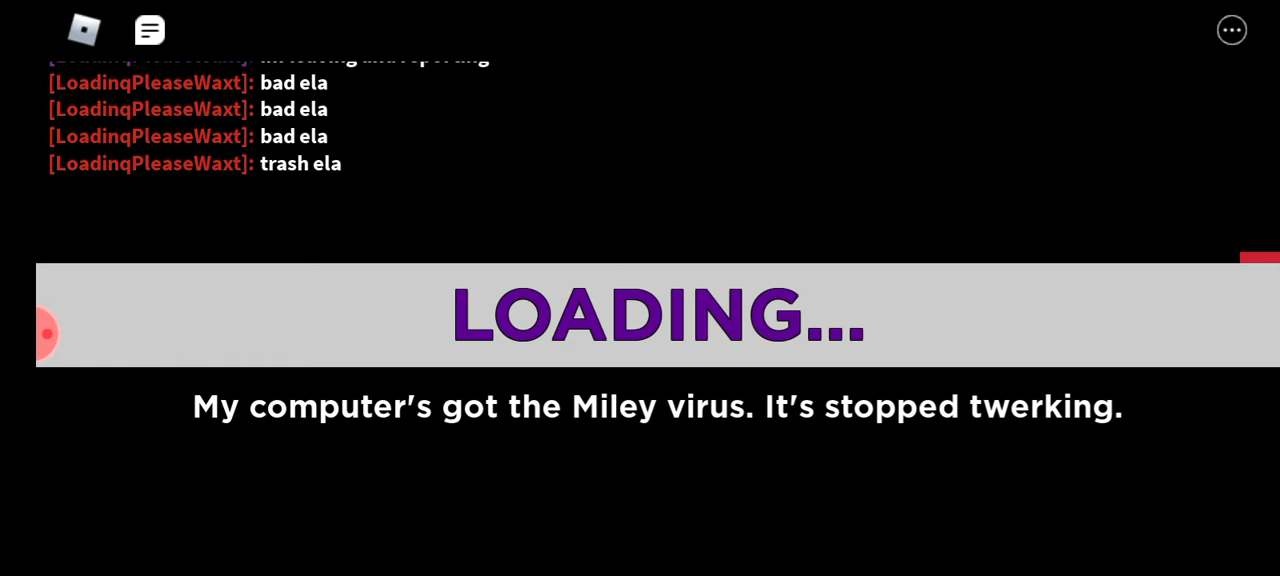 [LoadinqPleaseWaxt]: bad ela
[LoadinqPleaseWaxt]: bad ela
[LoadinqPleaseWaxt]: bad ela
[LoadinqPleaseWaxt]: trash ela
LOADING...
My computer's got the Miley virus. It's stopped twerking.